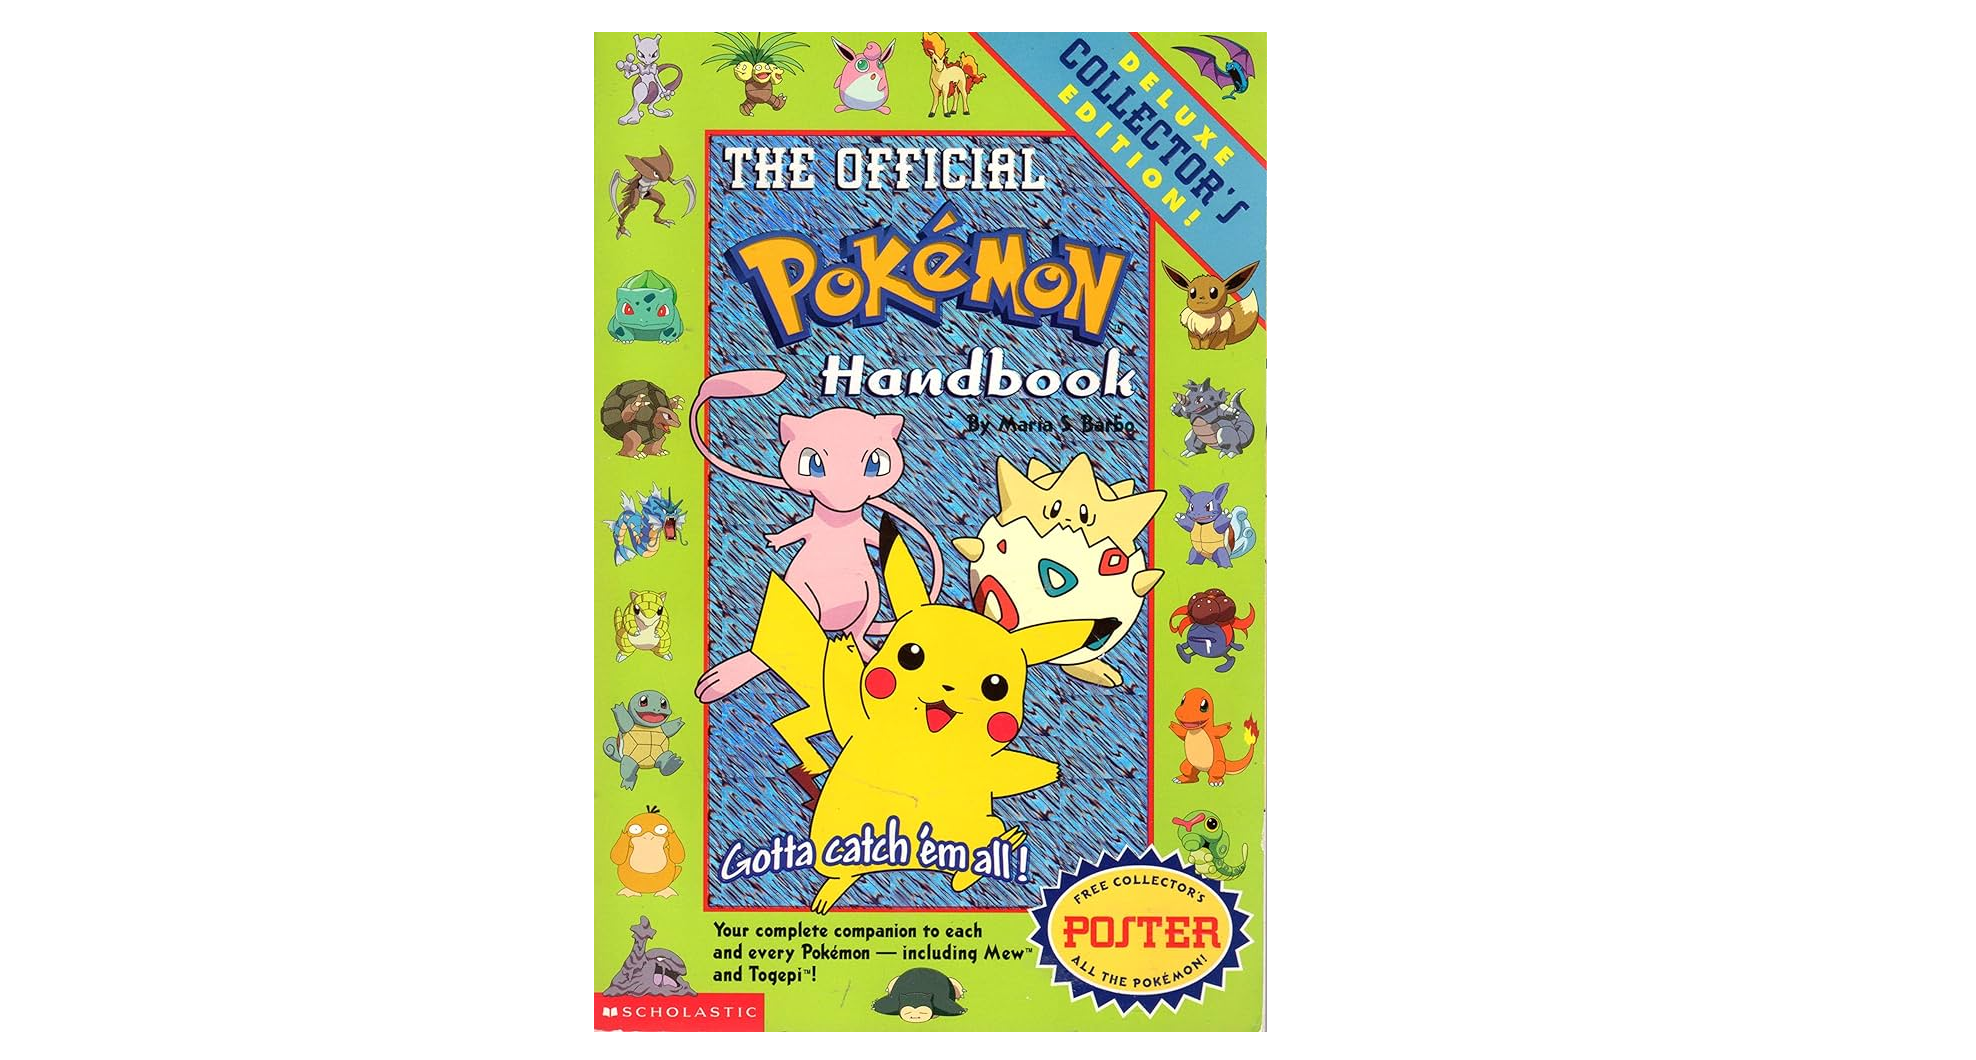 DELUXE
COLLECTOR'S
EDITION!
THE OFFICIAL
POKéMON
Handbook
By Maria S. Barbo
Gotta catch 'em all!
Your complete companion to each
and every Pokémon — including Mew™
and Togepi™!
FREE COLLECTOR'S
POSTER
ALL THE POKÉMON!
SCHOLASTIC